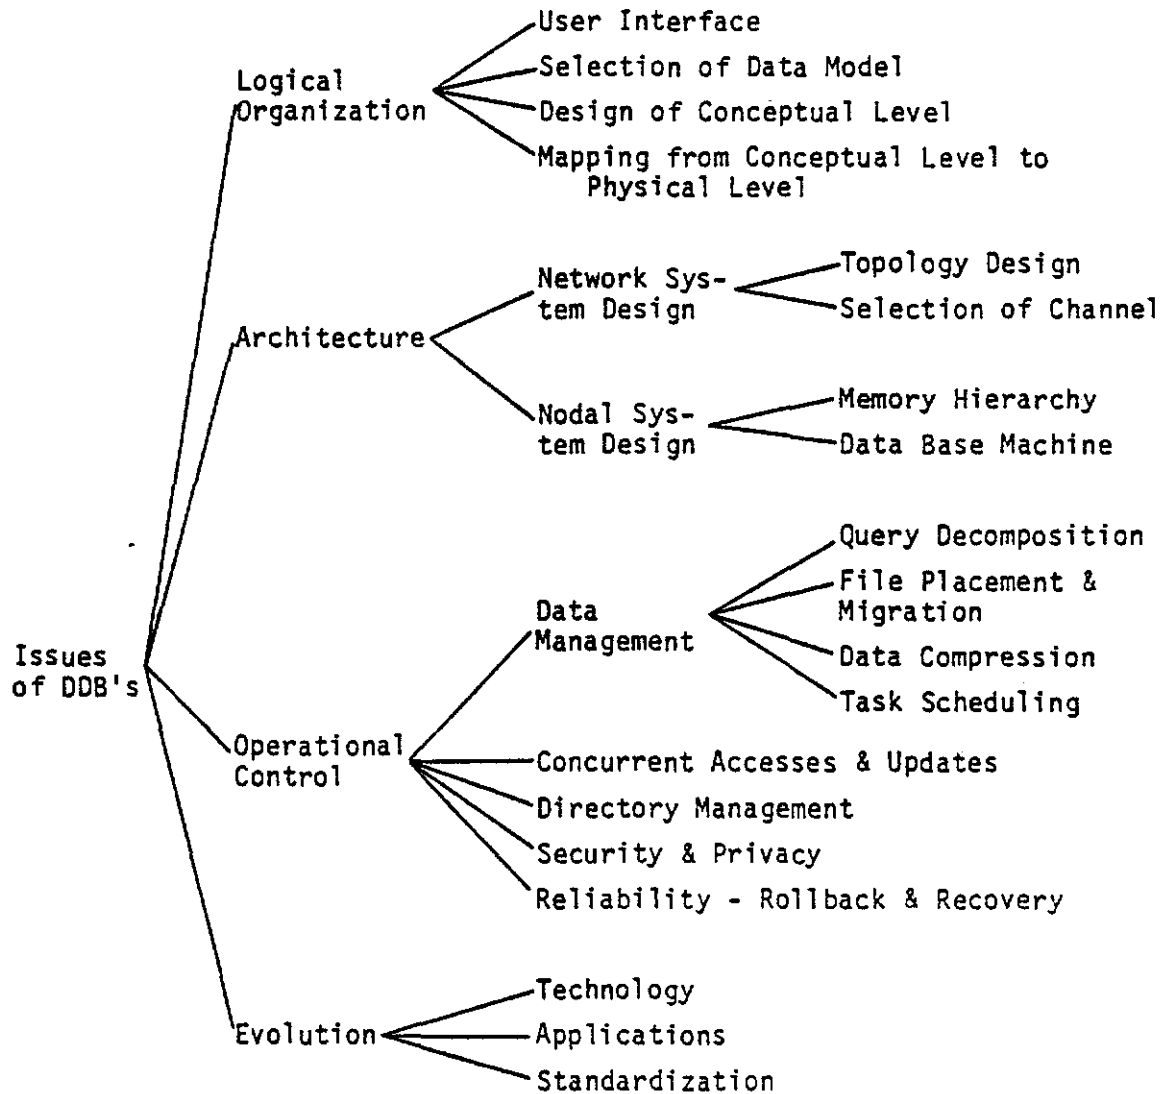 User Interface
Selection of Data Model
Logical
Organization
Design of Conceptual Level
Mapping from Conceptual Level to
Physical Level
Network Sys-
tem Design
Topology Design
Selection of Channel
Architecture
Nodal Sys-
tem Design
Memory Hierarchy
Data Base Machine
Query Decomposition
File Placement &
Migration
Data
Management
Data Compression
Task Scheduling
Issues
of DDB's
Operational
Control
Concurrent Accesses & Updates
Directory Management
Security & Privacy
Reliability - Rollback & Recovery
Technology
Evolution
Applications
Standardization